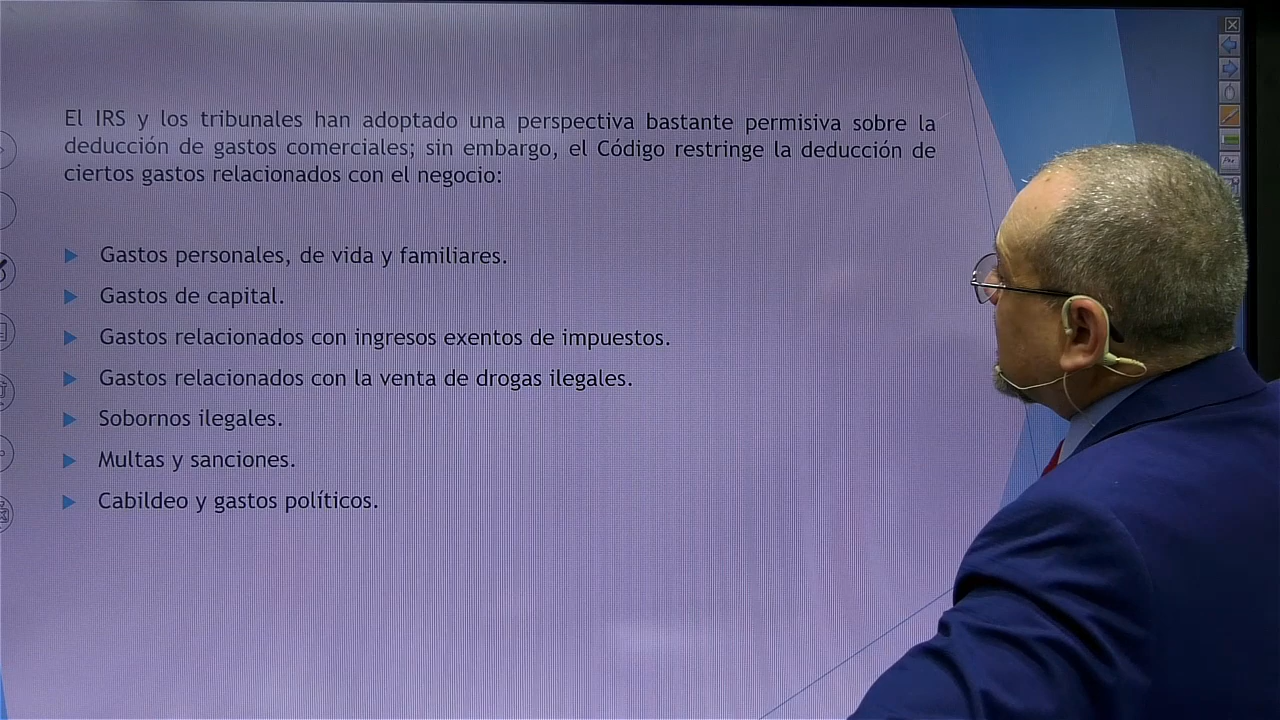 El IRS y los tribunales han adoptado una perspectiva bastante permisiva sobre la
deducción de gastos comerciales; sin embargo, el Código restringe la deducción de
ciertos gastos relacionados con el negocio:
Gastos personales, de vida y familiares.
Gastos de capital.
Gastos relacionados con ingresos exentos de impuestos.
Gastos relacionados con la venta de drogas ilegales.
Sobornos ilegales.
Multas y sanciones.
Cabildeo y gastos políticos.